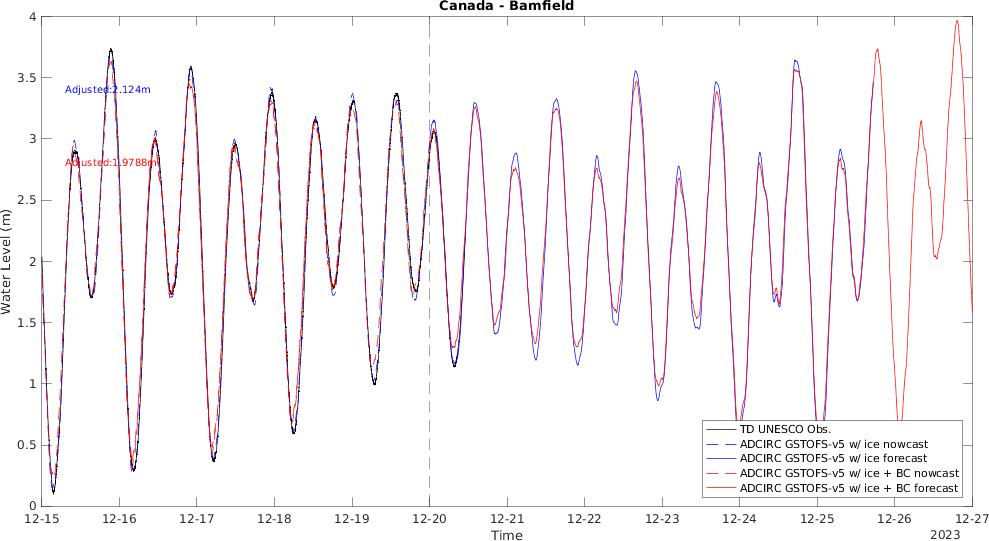 Canada - Bamfield
4
3.5
3
2.5
2
1.5
1
0.5
0
Water Level (m)
Adjusted:2.124m
Adjusted:1.9788m
TD UNESCO Obs.
ADCIRC GSTOFS-v5 w/ ice nowcast
ADCIRC GSTOFS-v5 w/ ice forecast
ADCIRC GSTOFS-v5 w/ ice + BC nowcast
ADCIRC GSTOFS-v5 w/ ice + BC forecast
12-15 12-16 12-17 12-18 12-19 12-20 12-21 12-22 12-23 12-24 12-25 12-26 12-27
Time
2023